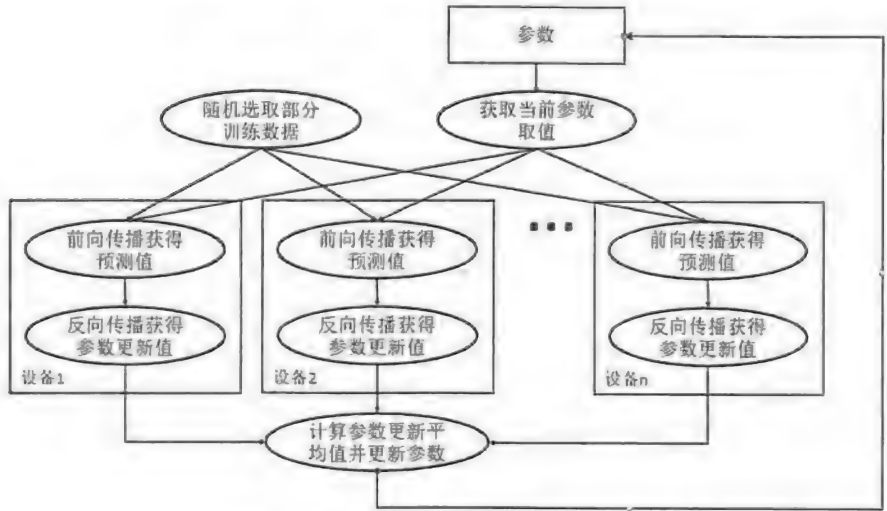 参数
随机选取部分
训练数据
获取当前参数
取值
前向传播获得
预测值
反向传播获得
参数更新值
设备1
前向传播获得
预测值
反向传播获得
参数更新值
设备2
前向传播获得
预测值
反向传播获得
参数更新值
设备n
计算参数更新平
均值并更新参数